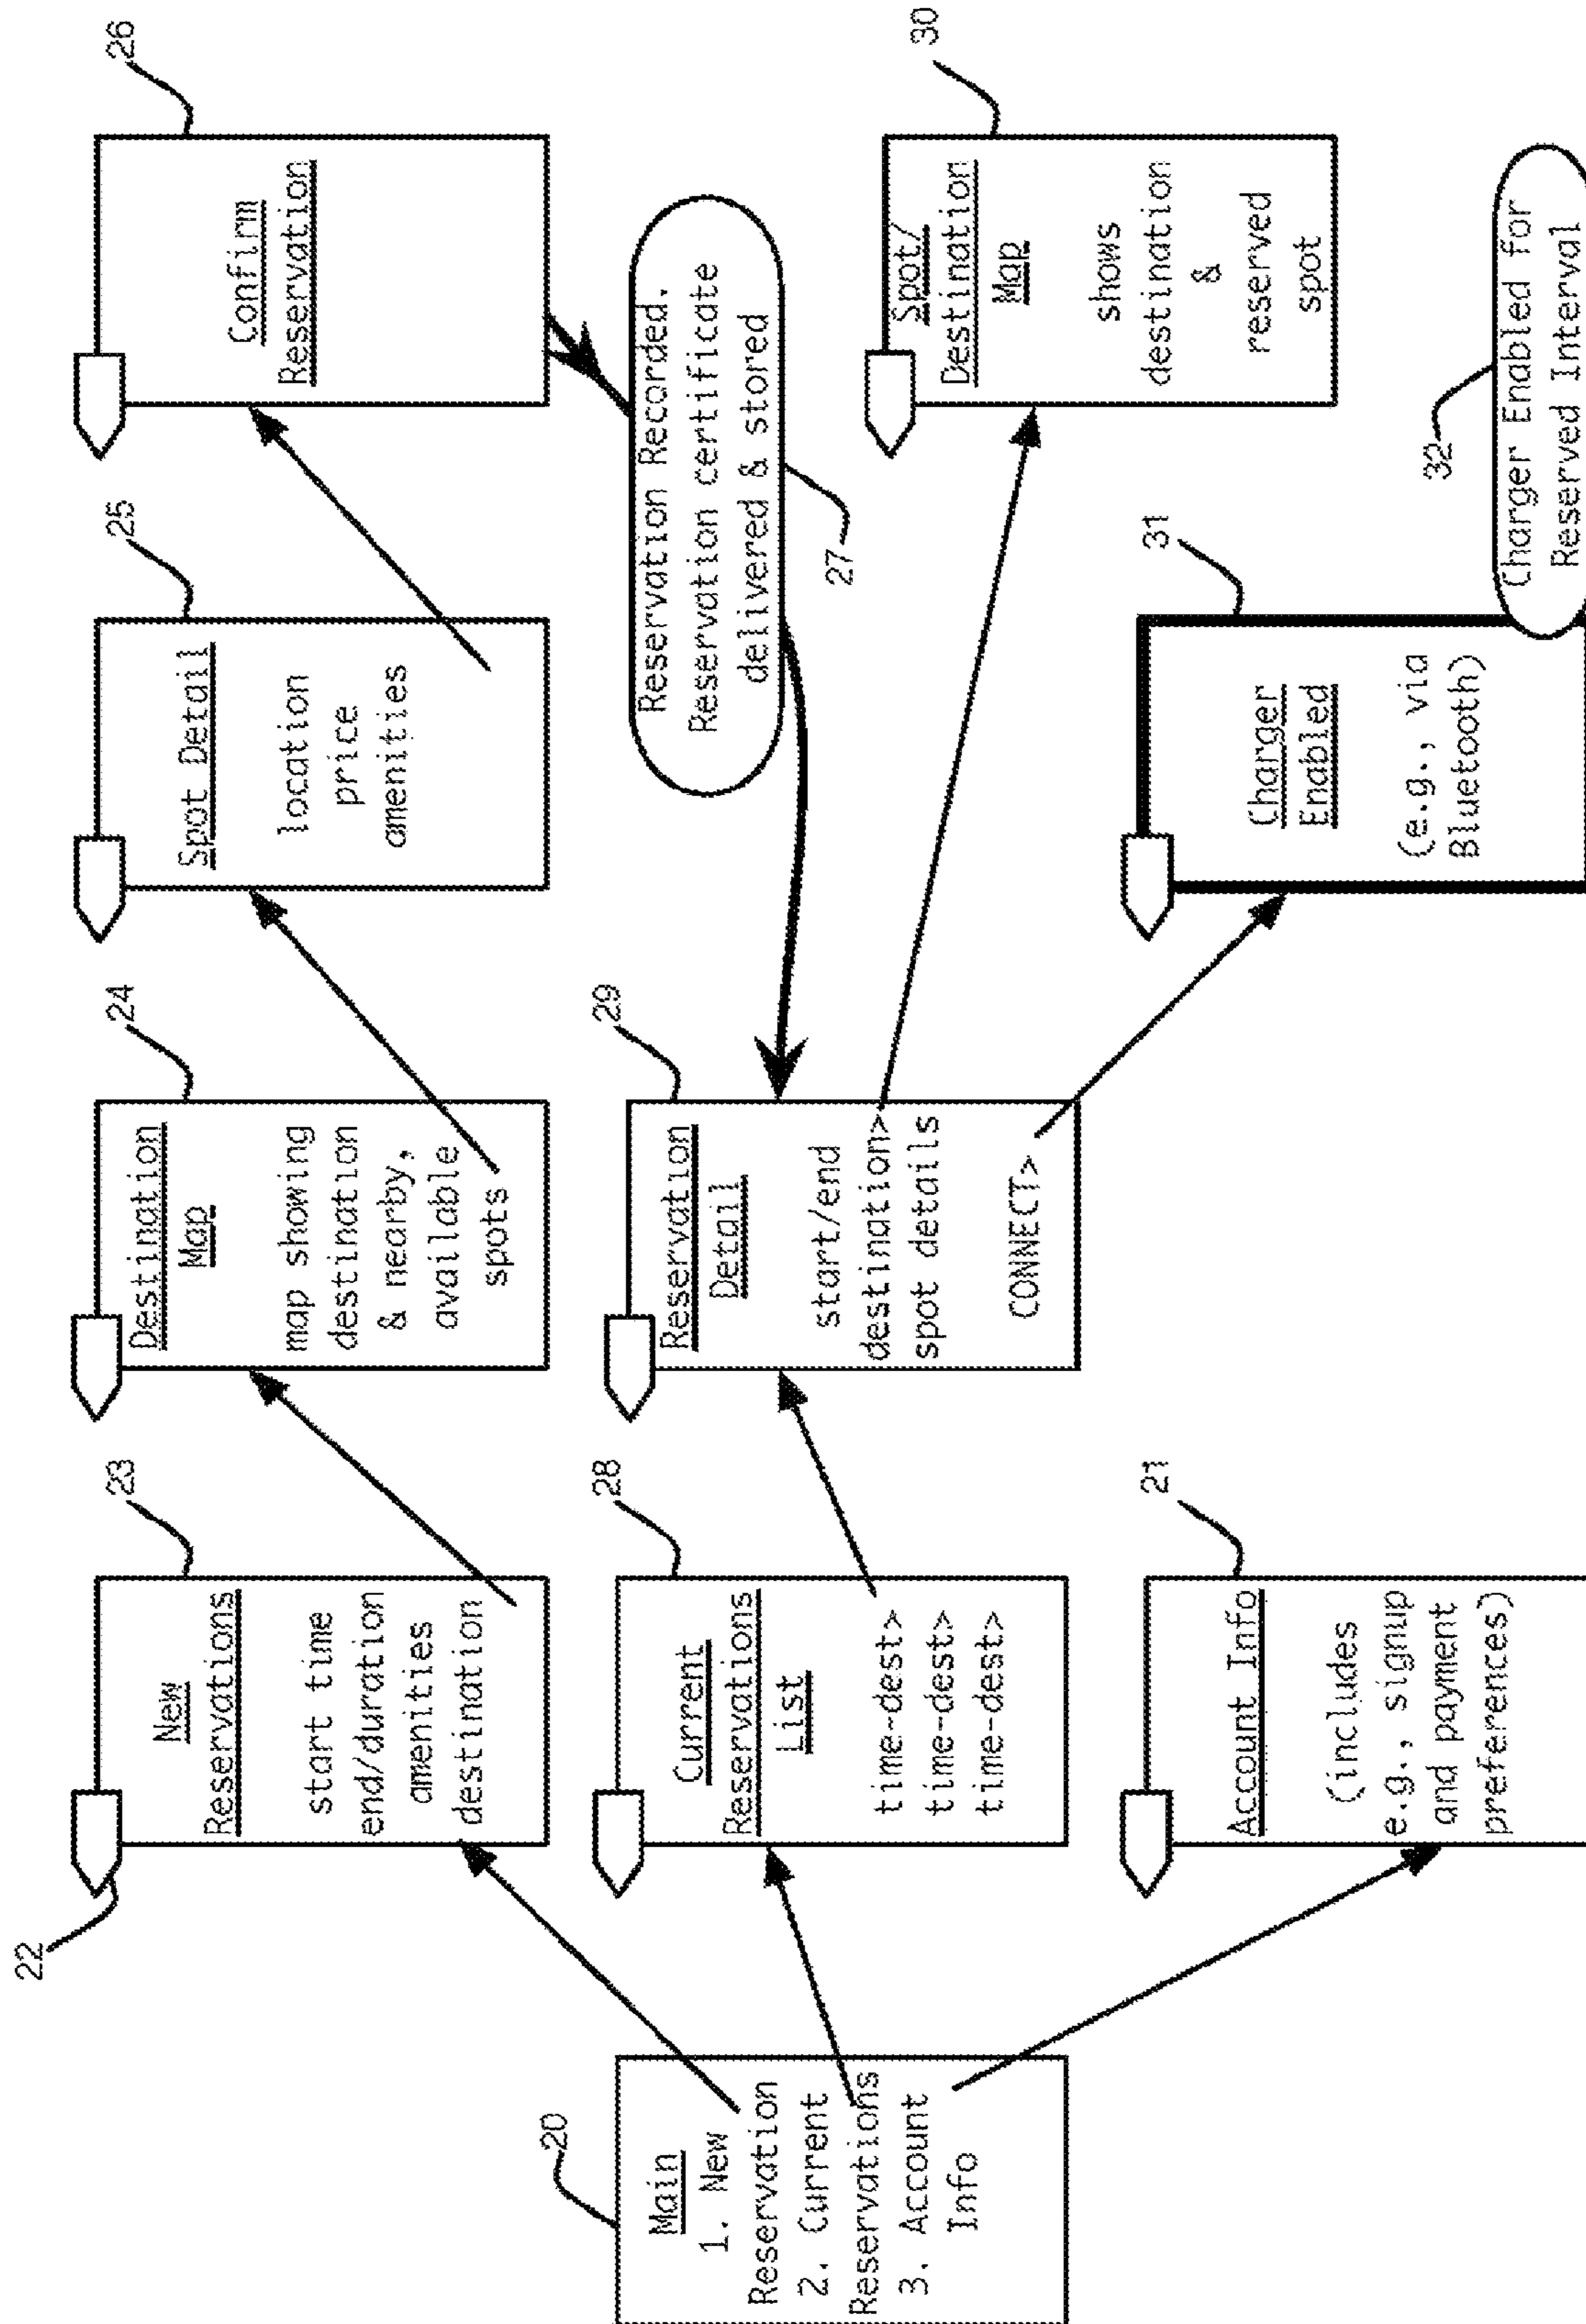 20
Main
1. New
Reservation
2. Current
Reservations
3. Account
Info
22
23
New
Reservations
start time
end/duration
amenities
destination
24
Destination
Map
map showing
destination
& nearby,
available
spots
25
Spot Detail
location
price
amenities
26
Confirm
Reservation
Reservation Recorded.
Reservation certificate
delivered & stored
27
28
Current
Reservations
List
time-dest>
time-dest>
time-dest>
29
Reservation
Detail
start/end
destination>
spot details
CONNECT>
30
Spot/
Destination
Map
shows
destination
&
reserved
spot
21
Account Info
(includes
e.g., signup
and payment
preferences)
31
Charger
Enabled
(e.g., via
Bluetooth)
32
Charger Enabled for
Reserved Interval